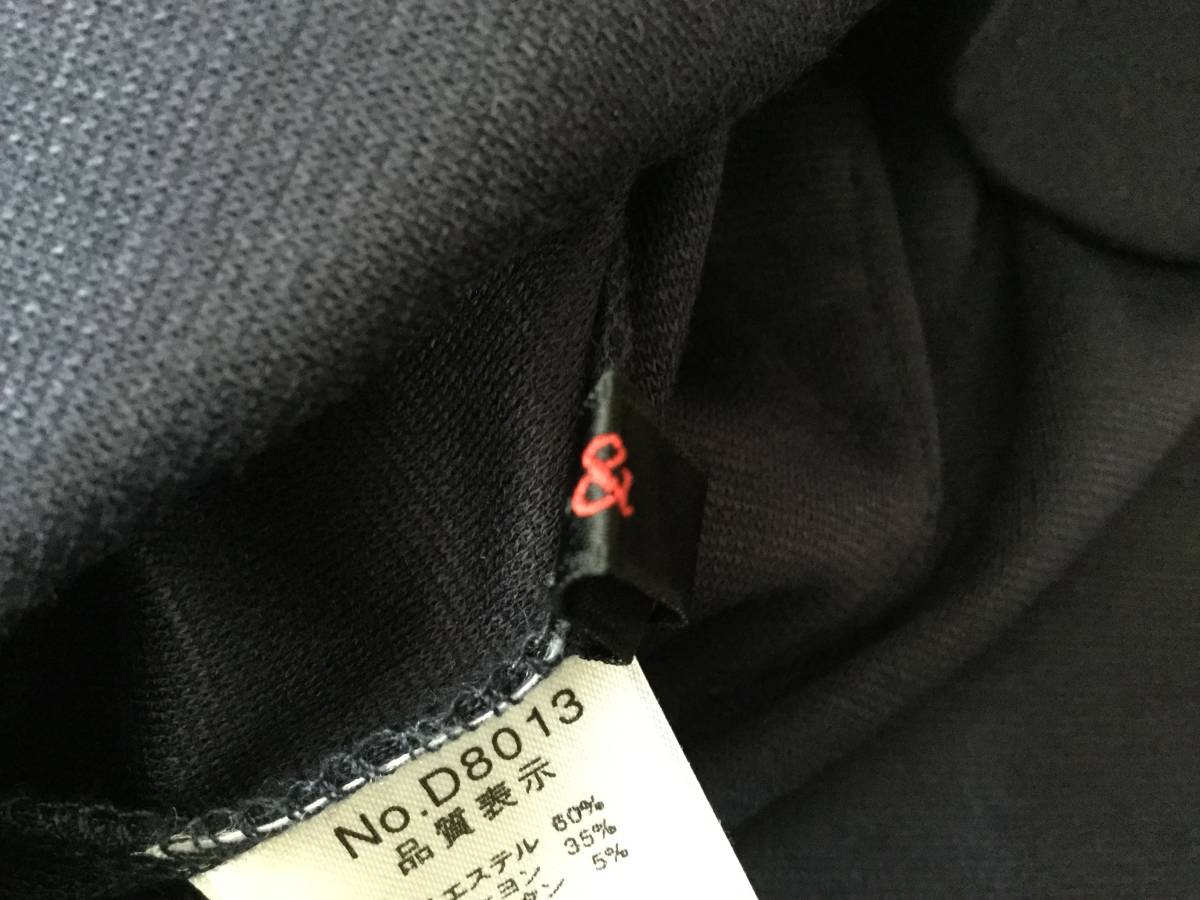 &
No.D8013
品質表示
エステル 60%
ヨン 35%
タン 5%